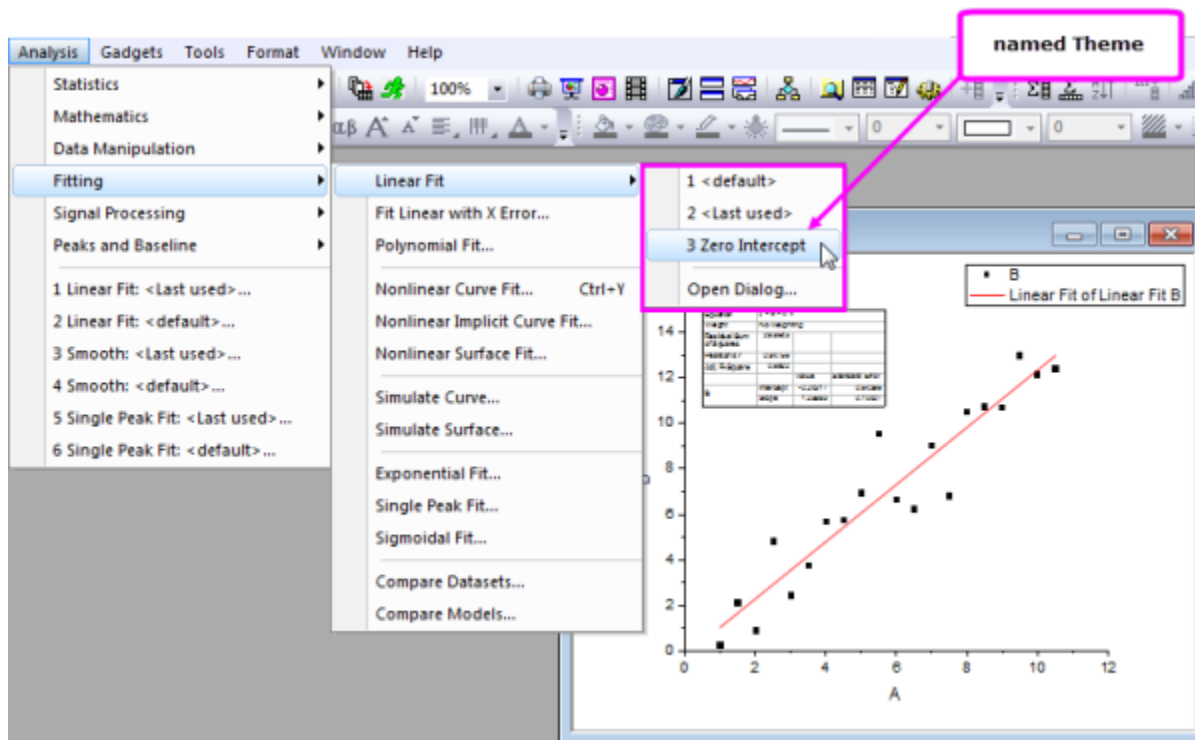 named Theme
Analysis Gadgets Tools Format Window Help
Statistics
Mathematics
Data Manipulation
Fitting
Signal Processing
Peaks and Baseline
1 Linear Fit: <Last used>...
2 Linear Fit: <default>...
3 Smooth: <Last used>...
4 Smooth: <default>...
5 Single Peak Fit: <Last used>...
6 Single Peak Fit: <default>...
100%
αβ A A
0
0
Linear Fit
Fit Linear with X Error...
Polynomial Fit...
Nonlinear Curve Fit... Ctrl+Y
Nonlinear Implicit Curve Fit...
Nonlinear Surface Fit...
Simulate Curve...
Simulate Surface...
Exponential Fit...
Single Peak Fit...
Sigmoidal Fit...
Compare Datasets...
Compare Models...
1 <default>
2 <Last used>
3 Zero Intercept
Open Dialog...
B
Linear Fit of Linear Fit B
14
12
10
8
6
4
2
0
0 2 4 6 8 10 12
A